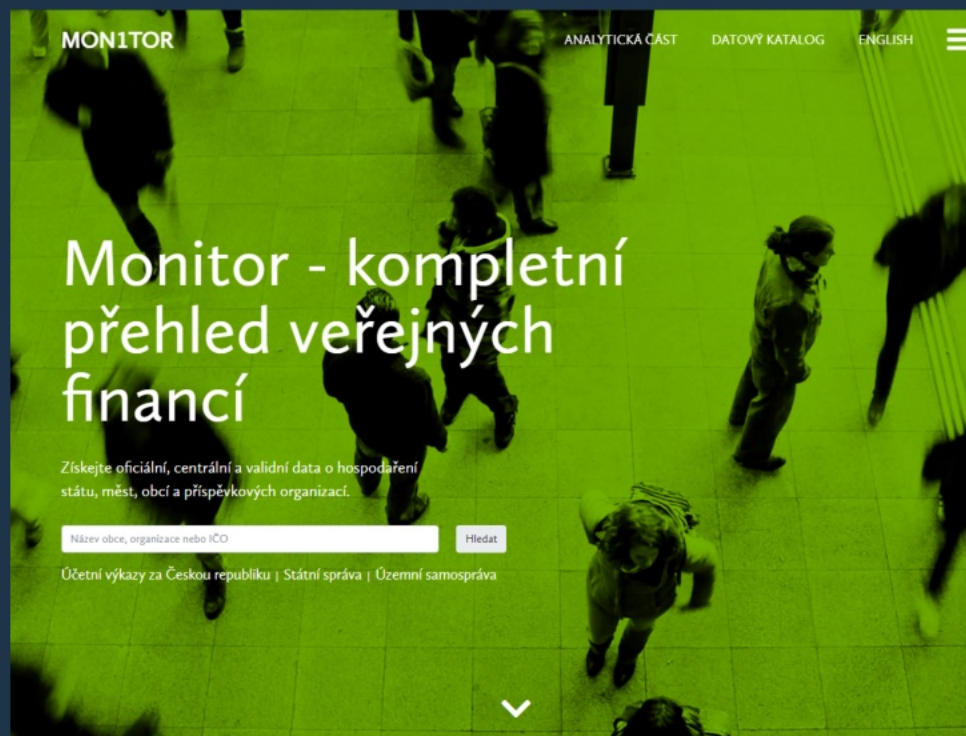 MON1TOR
ANALYTICKÁ ČÁST
DATOVÝ KATALOG
ENGLISH
Monitor - kompletní
přehled veřejných
financí
Získejte oficiální, centrální a validní data o hospodaření
státu, měst, obcí a příspěvkových organizací.
Název obce, organizace nebo IČO
Hledat
Účetní výkazy za Českou republiku | Státní správa | Územní samospráva